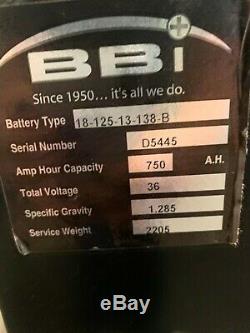 BBi
Since 1950...it's all we do.
Battery Type 18-125-13-138-B
Serial Number D5445
Amp Hour Capacity 750 A.H.
Total Voltage 36
Specific Gravity 1.285
Service Weight 2205
ebay